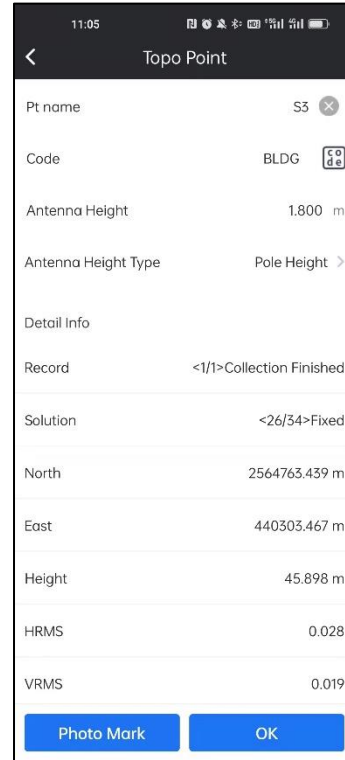 11:05
Topo Point
Pt name S3
Code BLDG code
Antenna Height 1.800 m
Antenna Height Type Pole Height
Detail Info
Record <1/1>Collection Finished
Solution <26/34>Fixed
North 2564763.439 m
East 440303.467 m
Height 45.898 m
HRMS 0.028
VRMS 0.019
Photo Mark OK